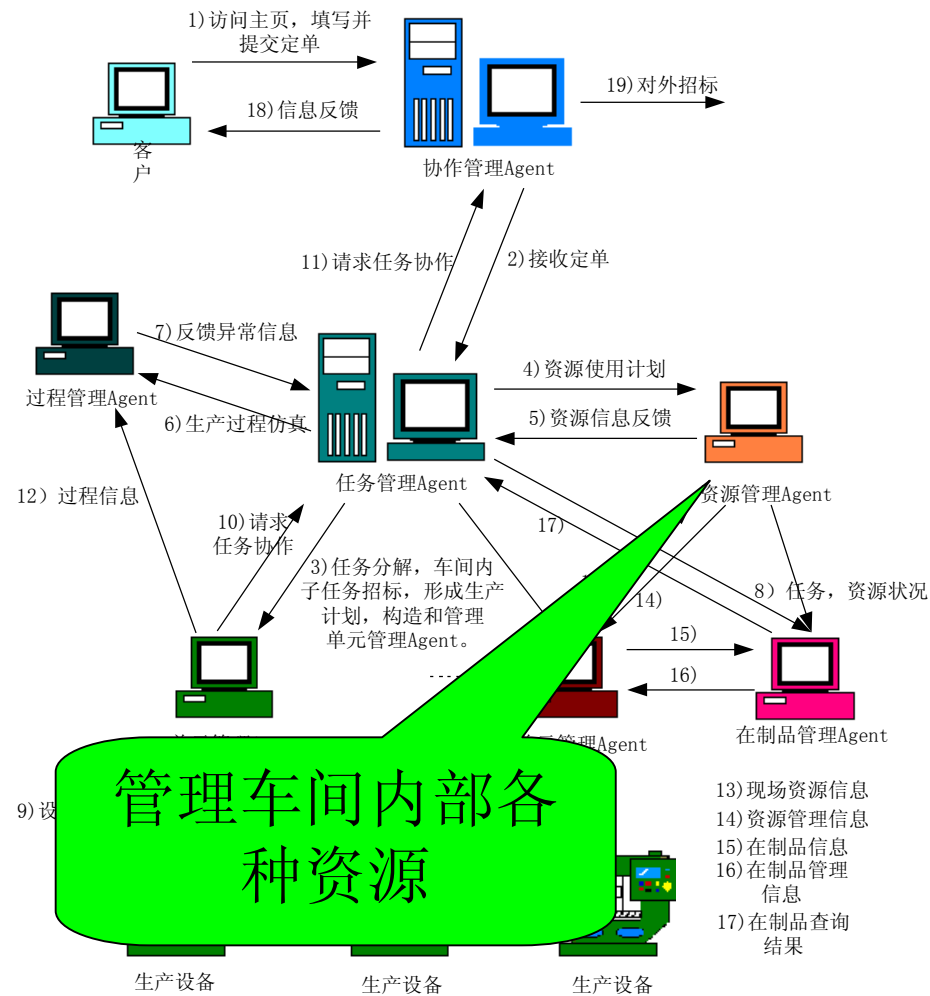 1)访问主页，填写并
提交定单
19)对外招标
18)信息反馈
客
户
协作管理Agent
11)请求任务协作
2)接收定单
7)反馈异常信息
4)资源使用计划
过程管理Agent
6)生产过程仿真
5)资源信息反馈
任务管理Agent
资源管理Agent
12）过程信息
10)请求
任务协作
17)
3)任务分解，车间内
子任务招标，形成生产
计划，构造和管理
单元管理Agent。
8）任务，资源状况
14)
15)
16)
管理Agent
在制品管理Agent
管理车间内部各
种资源
9)设
13)现场资源信息
14)资源管理信息
15)在制品信息
16)在制品管理
信息
17)在制品查询
结果
生产设备
生产设备
生产设备